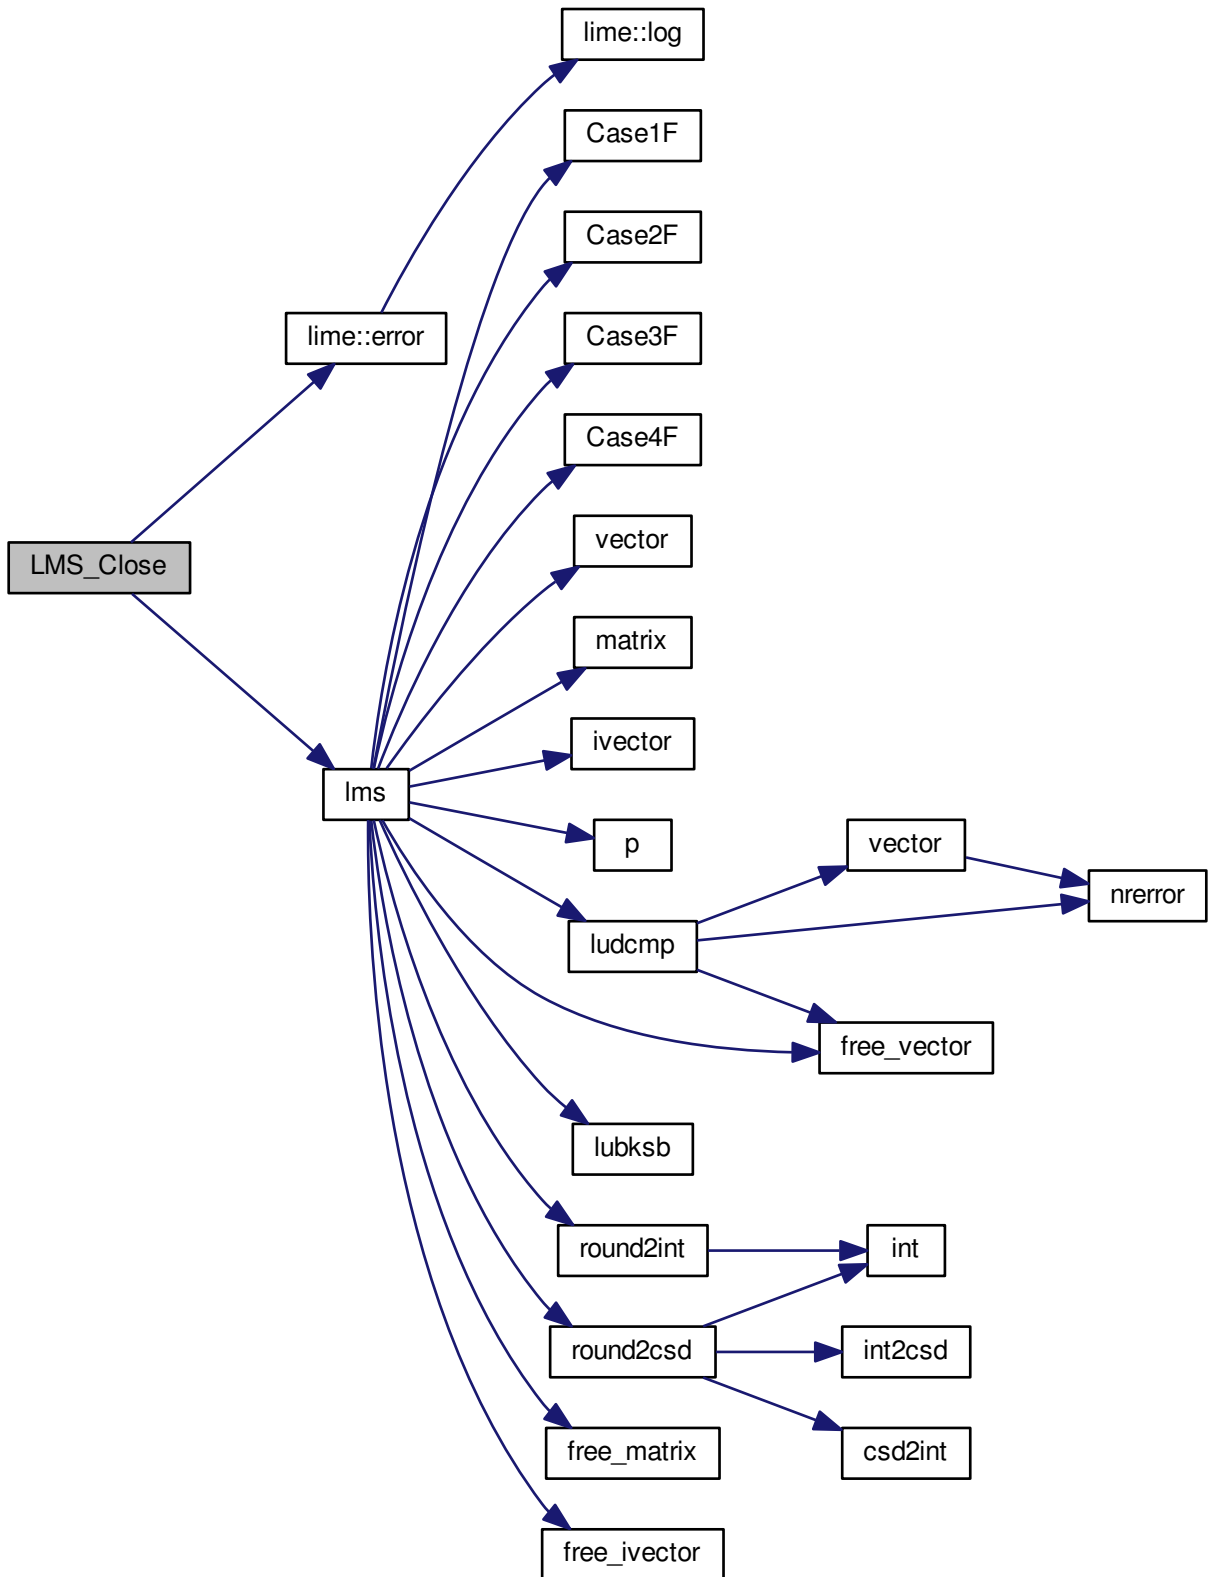 lime::log
Case1F
Case2F
Case3F
lime::error
Case4F
vector
LMS_Close
matrix
ivector
lms
p
vector
nrerror
ludcmp
free_vector
lubksb
round2int
int
round2csd
int2csd
free_matrix
csd2int
free_ivector